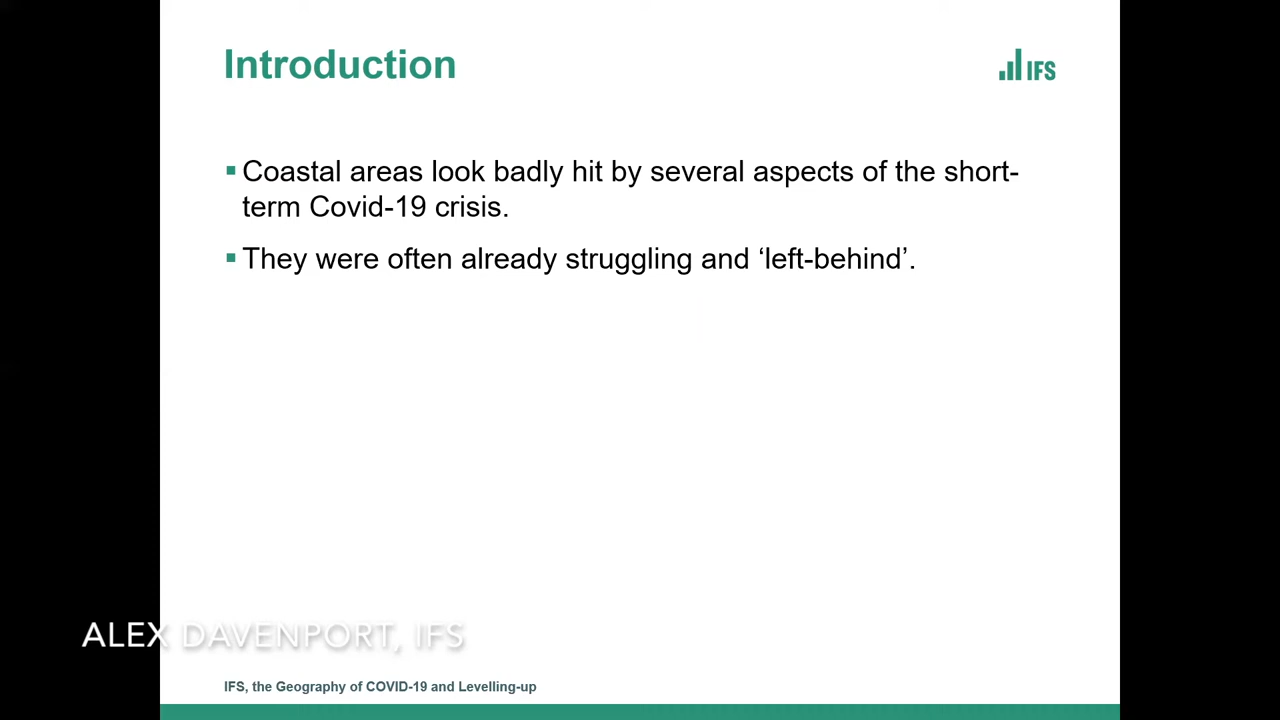 Introduction
IFS
Coastal areas look badly hit by several aspects of the short-
term Covid-19 crisis.
They were often already struggling and ‘left-behind’.
ALEX DAVENPORT, IFS
IFS, the Geography of COVID-19 and Levelling-up